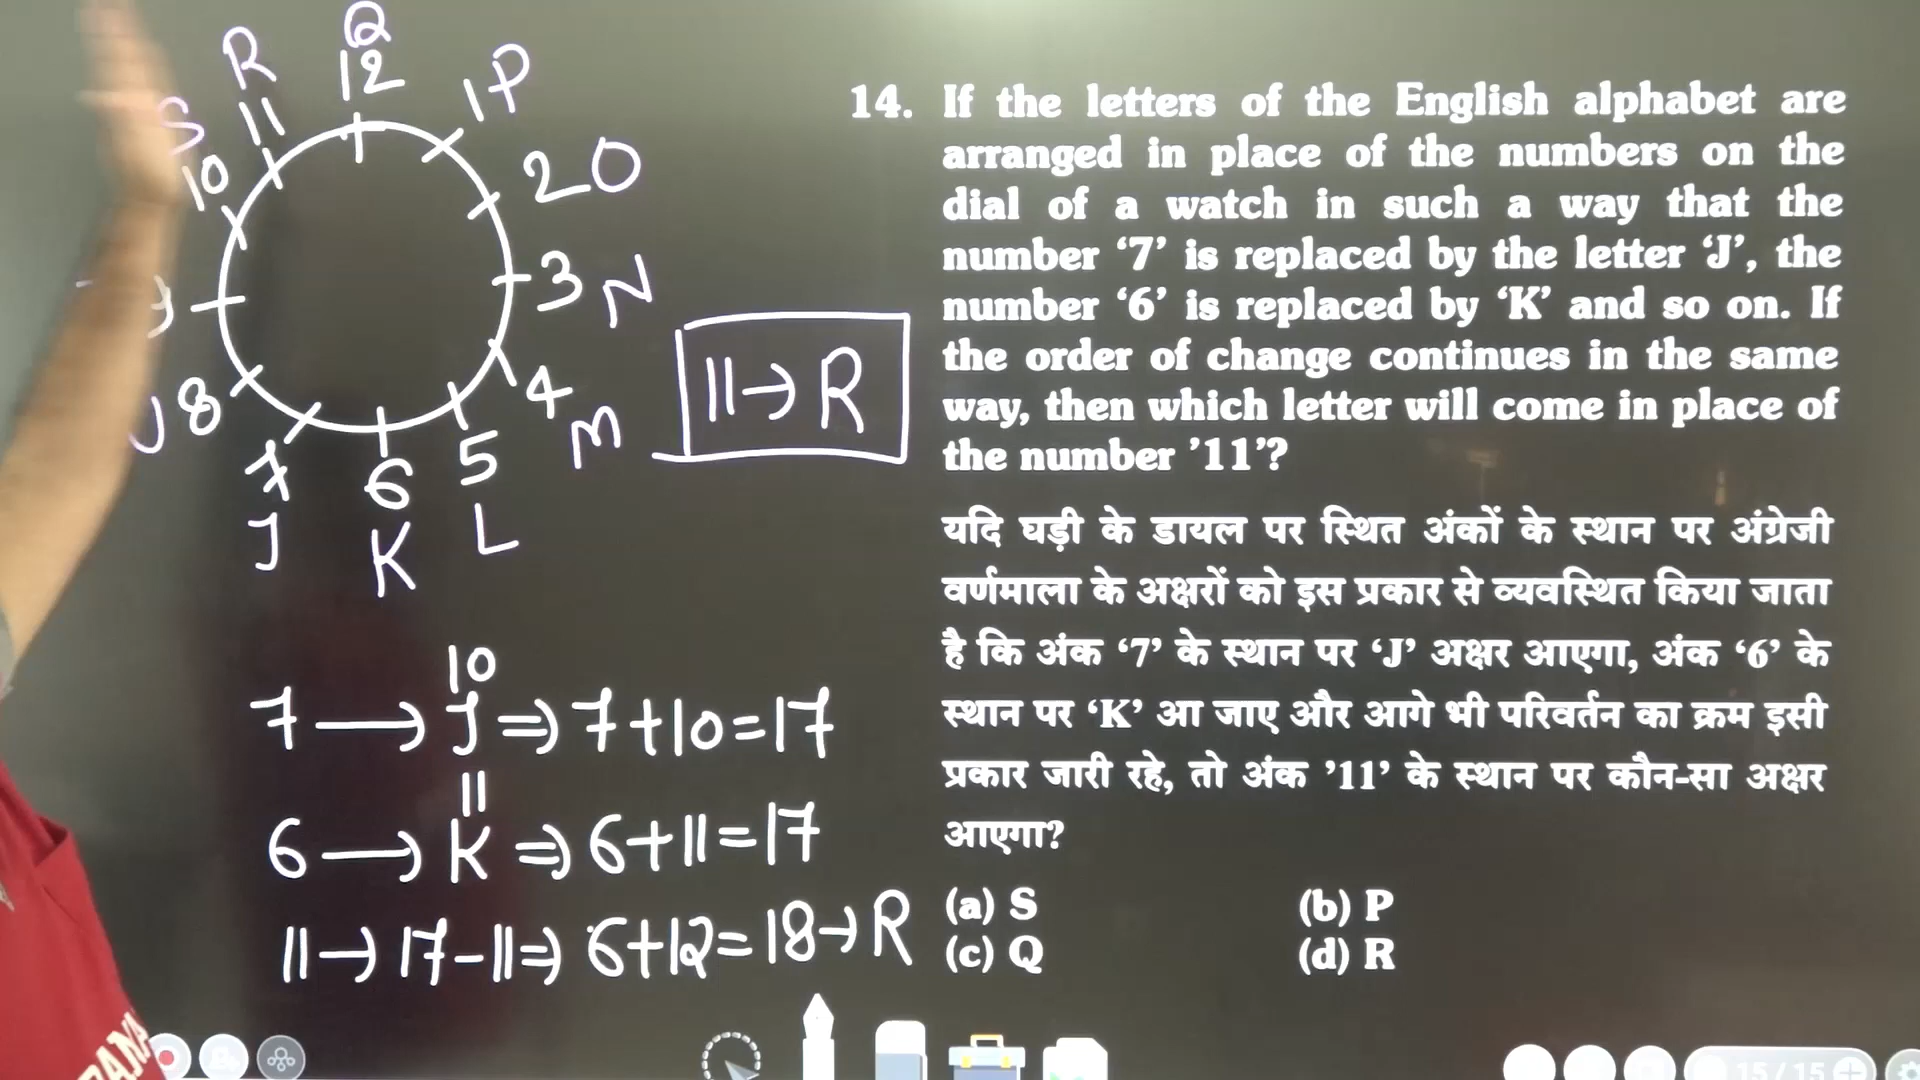 Q
R
12
1 P
S
11
10
2 O
3 N
8
4
M
7
6
5
J
K
L
11→R
10
7 → J ⇒ 7+10=17
11
6 → K ⇒ 6+11=17
11→17-11⇒ 6+12=18→R
14. If the letters of the English alphabet are
arranged in place of the numbers on the
dial of a watch in such a way that the
number ‘7’ is replaced by the letter ‘J’, the
number ‘6’ is replaced by ‘K’ and so on. If
the order of change continues in the same
way, then which letter will come in place of
the number ’11’?
यदि घड़ी के डायल पर स्थित अंकों के स्थान पर अंग्रेजी
वर्णमाला के अक्षरों को इस प्रकार से व्यवस्थित किया जाता
है कि अंक ‘7’ के स्थान पर ‘J’ अक्षर आएगा, अंक ‘6’ के
स्थान पर ‘K’ आ जाए और आगे भी परिवर्तन का क्रम इसी
प्रकार जारी रहे, तो अंक ’11’ के स्थान पर कौन-सा अक्षर
आएगा?
(a) S (b) P
(c) Q (d) R
15/15